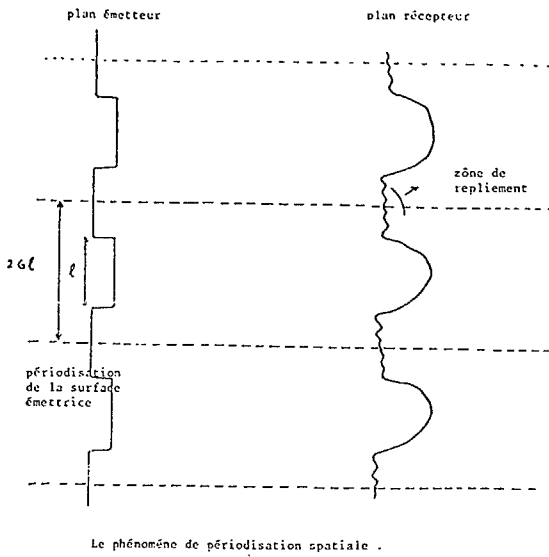 plan émetteur
plan récepteur
zône de
repliement
2Gl
l
périodisation
de la surface
émettrice
Le phénomène de périodisation spatiale .